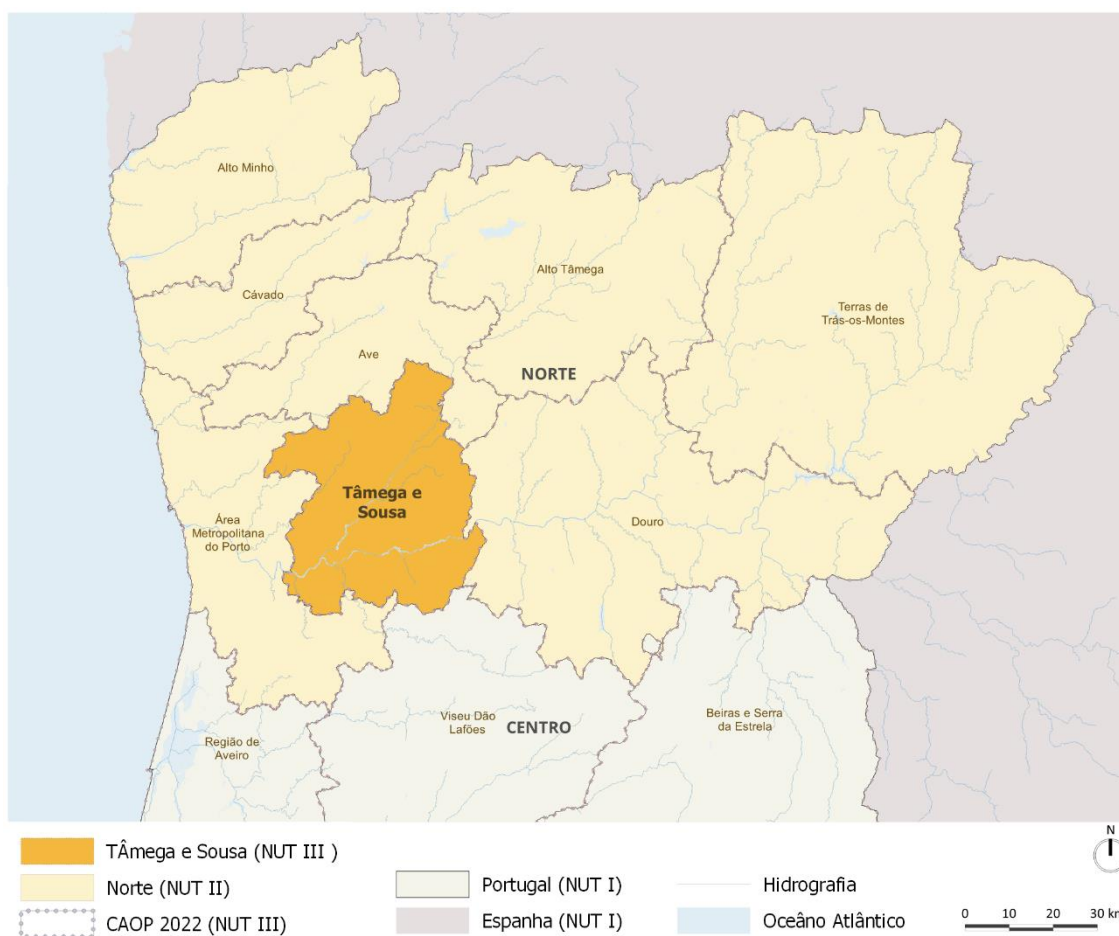 Alto Minho
Cávado
Alto Tâmega
Terras de
Trás-os-Montes
Ave
NORTE
Tâmega e
Sousa
Área
Metropolitana
do Porto
Douro
Viseu Dão
Lafões
CENTRO
Beiras e Serra
da Estrela
Região de
Aveiro
TÂmega e Sousa (NUT III )
Norte (NUT II)
CAOP 2022 (NUT III)
Portugal (NUT I)
Espanha (NUT I)
Hidrografia
Oceâno Atlântico
N
0 10 20 30 km